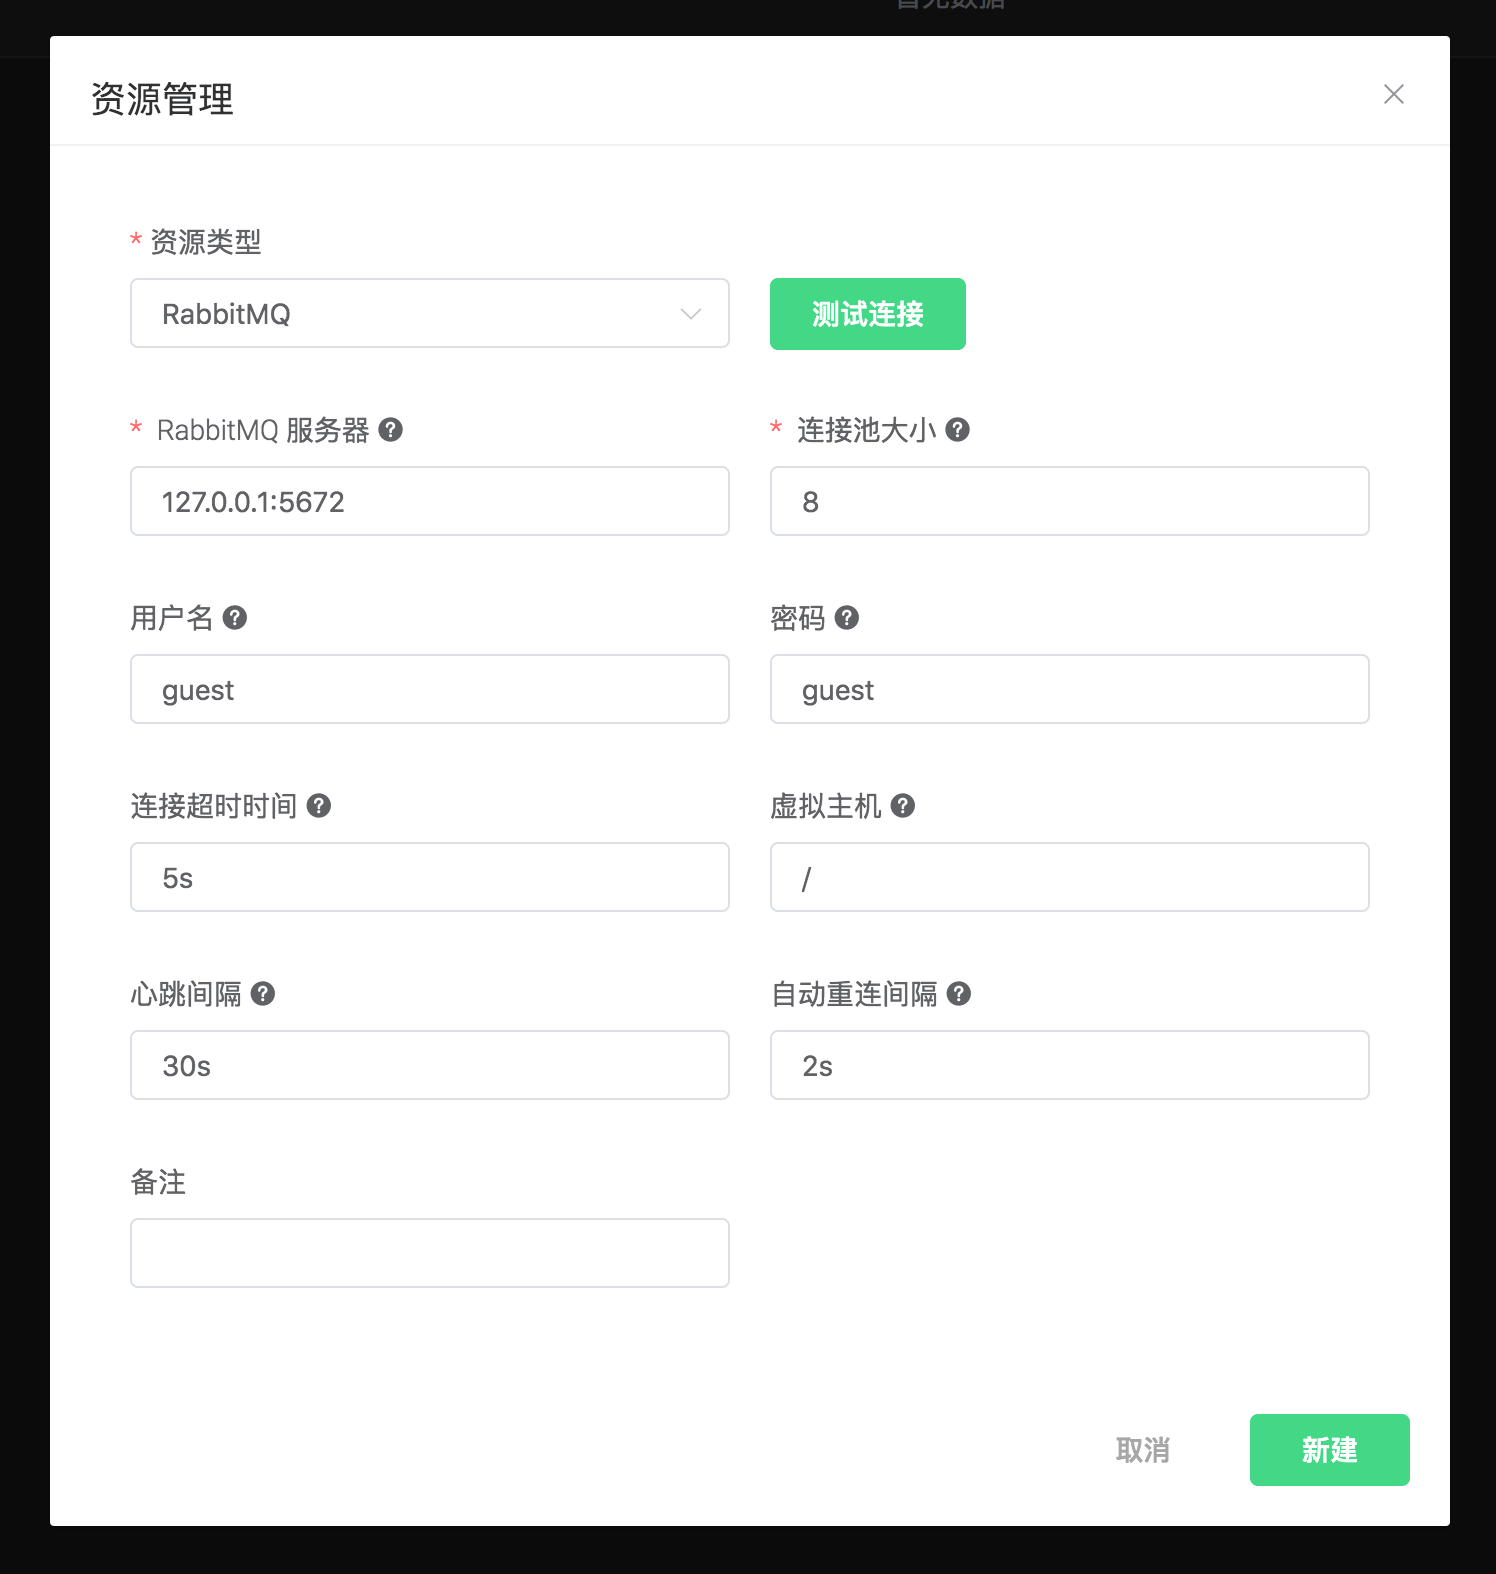 资源管理
* 资源类型
RabbitMQ
测试连接
* RabbitMQ 服务器
* 连接池大小
127.0.0.1:5672
8
用户名
密码
guest
guest
连接超时时间
虚拟主机
5s
/
心跳间隔
自动重连间隔
30s
2s
备注
取消
新建